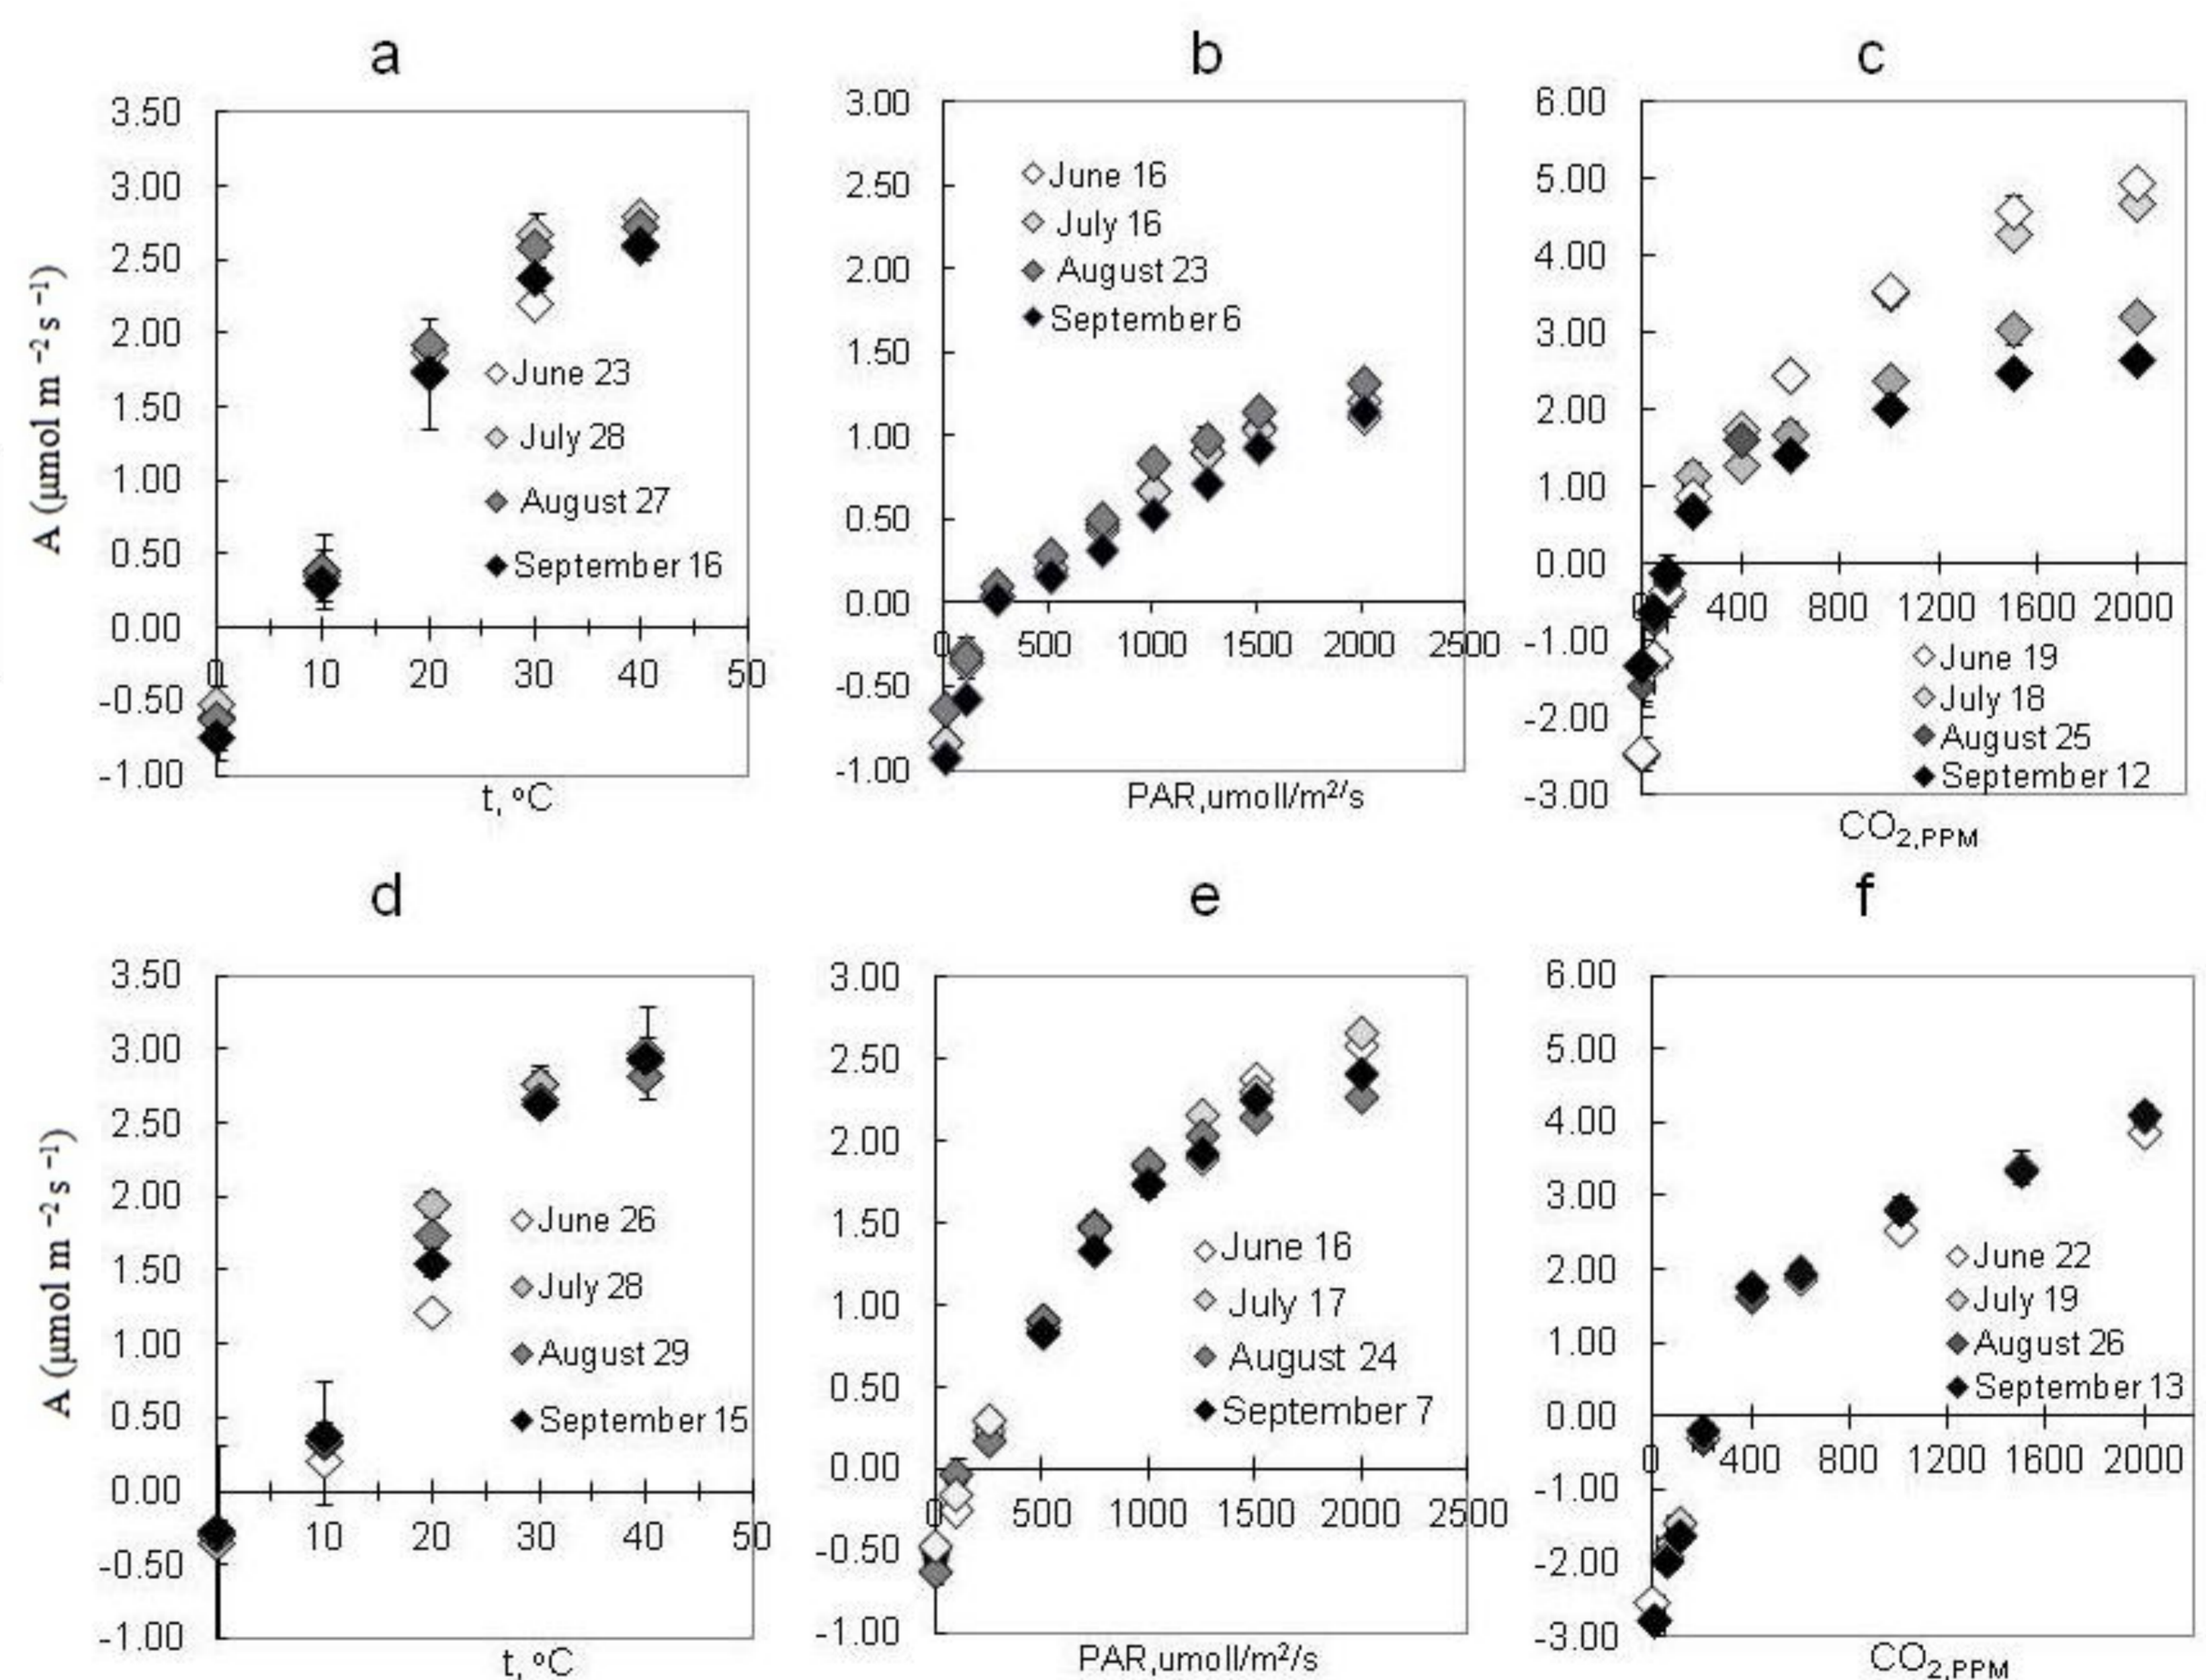 a
b
c
3.50
3.00
2.50
2.00
1.50
1.00
0.50
0.00
-0.50
-1.00
A (μmol m ⁻² s ⁻¹)
0 10 20 30 40 50
t, °C
June 23
July 28
August 27
September 16
3.00
2.50
2.00
1.50
1.00
0.50
0.00
-0.50
-1.00
0 500 1000 1500 2000 2500
PAR,umoll/m²/s
June 16
July 16
August 23
September 6
6.00
5.00
4.00
3.00
2.00
1.00
0.00
-1.00
-2.00
-3.00
0 400 800 1200 1600 2000
CO₂,PPM
June 19
July 18
August 25
September 12
d
e
f
3.50
3.00
2.50
2.00
1.50
1.00
0.50
0.00
-0.50
-1.00
A (μmol m ⁻² s ⁻¹)
10 20 30 40 50
t, °C
June 26
July 28
August 29
September 15
3.00
2.50
2.00
1.50
1.00
0.50
0.00
-0.50
-1.00
0 500 1000 1500 2000 2500
PAR,umoll/m²/s
June 16
July 17
August 24
September 7
6.00
5.00
4.00
3.00
2.00
1.00
0.00
-1.00
-2.00
-3.00
0 400 800 1200 1600 2000
CO₂,PPM
June 22
July 19
August 26
September 13